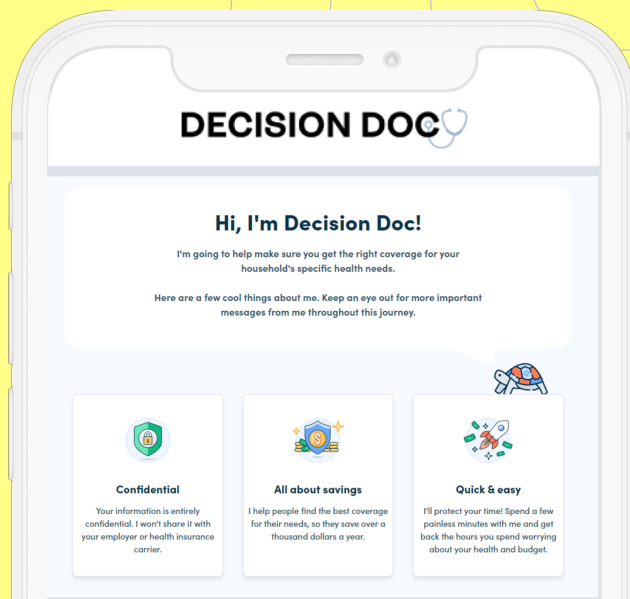 DECISION DOC
Hi, I'm Decision Doc!
I'm going to help make sure you get the right coverage for your
household's specific health needs.
Here are a few cool things about me. Keep an eye out for more important
messages from me throughout this journey.
Confidential
Your information is entirely
confidential. I won't share it with
your employer or health insurance
carrier.
All about savings
$
I help people find the best coverage
for their needs, so they save over a
thousand dollars a year.
Quick & easy
I'll protect your time! Spend a few
painless minutes with me and get
back the hours you spend worrying
about your health and budget.